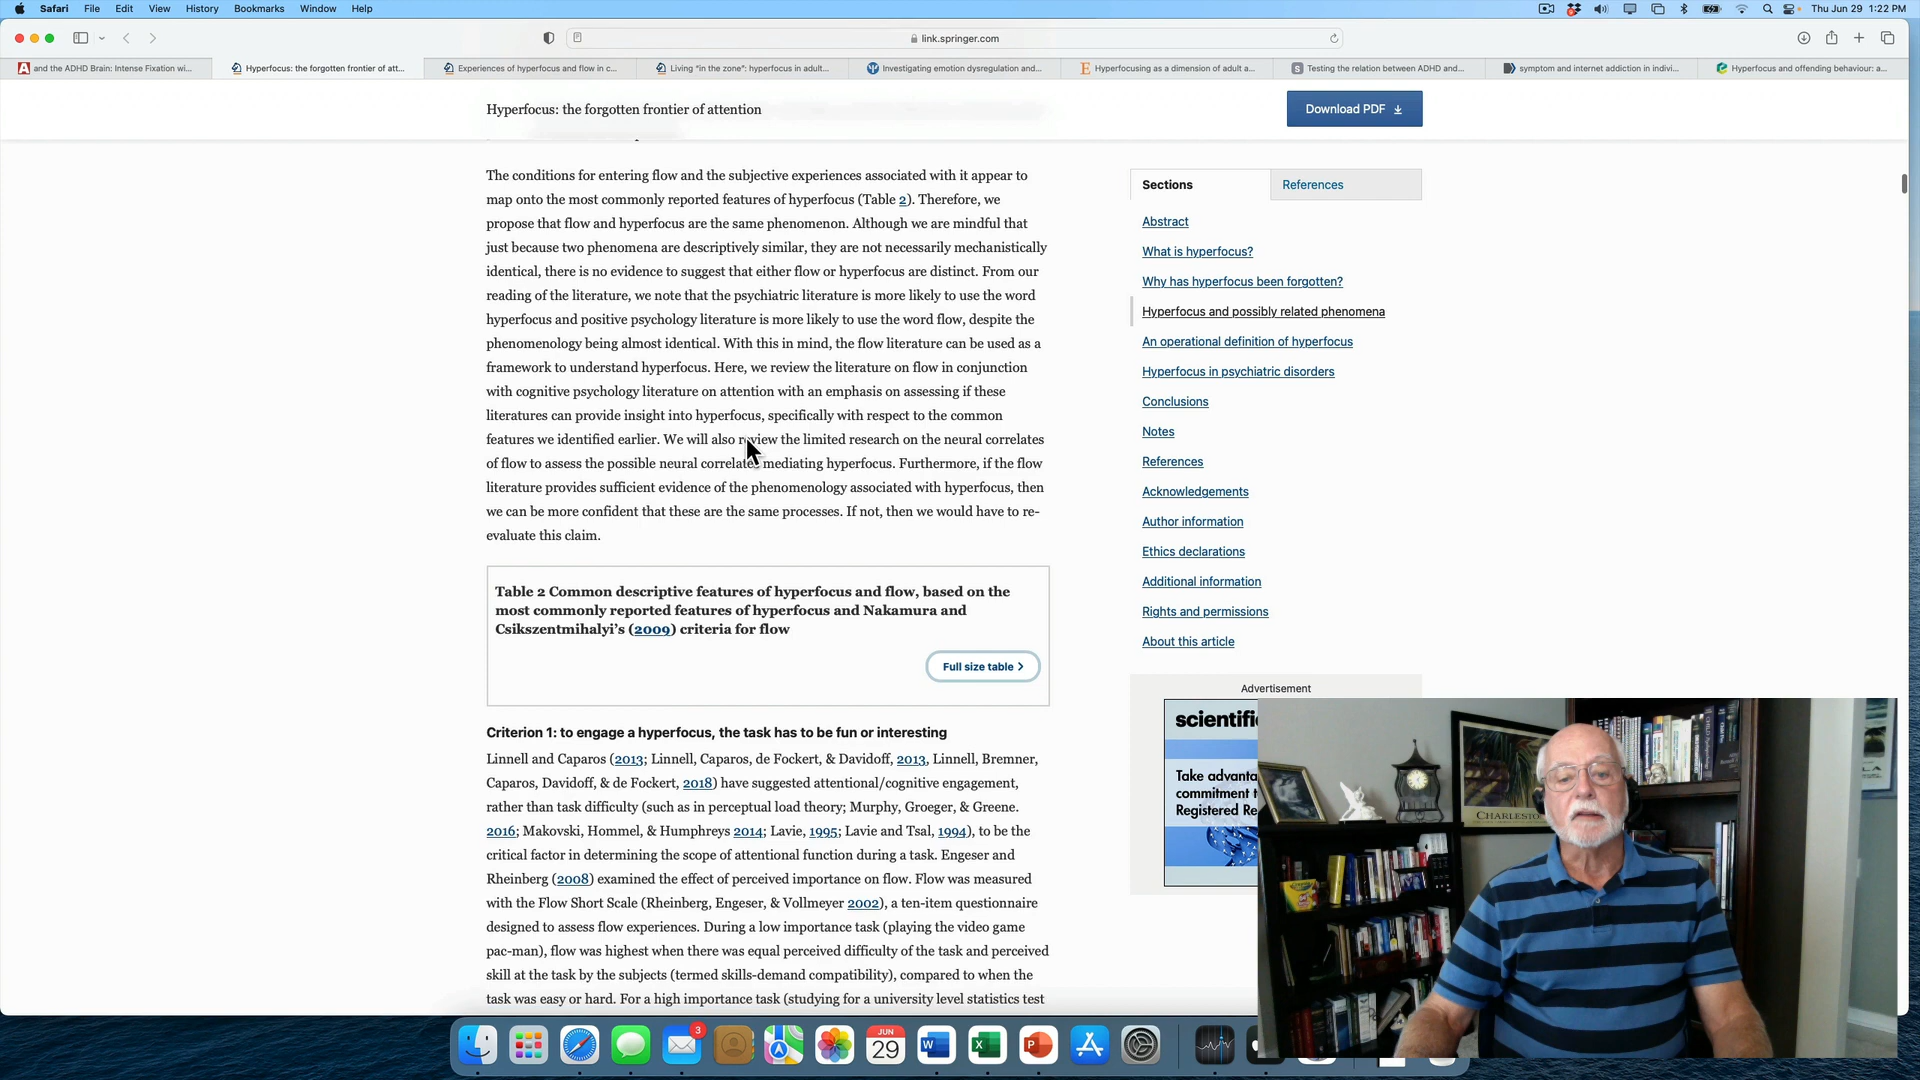 Safari File Edit View History Bookmarks Window Help
Thu Jun 29 1:22 PM
link.springer.com
and the ADHD Brain: Intense Fixation wi...
Hyperfocus: the forgotten frontier of att...
Experiences of hyperfocus and flow in c...
Living "in the zone": hyperfocus in adult...
Investigating emotion dysregulation and...
Hyperfocusing as a dimension of adult a...
Testing the relation between ADHD and...
symptom and internet addiction in indivi...
Hyperfocus and offending behaviour: a...
Hyperfocus: the forgotten frontier of attention
Download PDF
The conditions for entering flow and the subjective experiences associated with it appear to
map onto the most commonly reported features of hyperfocus (Table 2). Therefore, we
propose that flow and hyperfocus are the same phenomenon. Although we are mindful that
just because two phenomena are descriptively similar, they are not necessarily mechanistically
identical, there is no evidence to suggest that either flow or hyperfocus are distinct. From our
reading of the literature, we note that the psychiatric literature is more likely to use the word
hyperfocus and positive psychology literature is more likely to use the word flow, despite the
phenomenology being almost identical. With this in mind, the flow literature can be used as a
framework to understand hyperfocus. Here, we review the literature on flow in conjunction
with cognitive psychology literature on attention with an emphasis on assessing if these
literatures can provide insight into hyperfocus, specifically with respect to the common
features we identified earlier. We will also review the limited research on the neural correlates
of flow to assess the possible neural correlates mediating hyperfocus. Furthermore, if the flow
literature provides sufficient evidence of the phenomenology associated with hyperfocus, then
we can be more confident that these are the same processes. If not, then we would have to re-
evaluate this claim.
Table 2 Common descriptive features of hyperfocus and flow, based on the
most commonly reported features of hyperfocus and Nakamura and
Csikszentmihalyi's (2009) criteria for flow
Full size table
Criterion 1: to engage a hyperfocus, the task has to be fun or interesting
Linnell and Caparos (2013; Linnell, Caparos, de Fockert, & Davidoff, 2013, Linnell, Bremner,
Caparos, Davidoff, & de Fockert, 2018) have suggested attentional/cognitive engagement,
rather than task difficulty (such as in perceptual load theory; Murphy, Groeger, & Greene.
2016; Makovski, Hommel, & Humphreys 2014; Lavie, 1995; Lavie and Tsal, 1994), to be the
critical factor in determining the scope of attentional function during a task. Engeser and
Rheinberg (2008) examined the effect of perceived importance on flow. Flow was measured
with the Flow Short Scale (Rheinberg, Engeser, & Vollmeyer 2002), a ten-item questionnaire
designed to assess flow experiences. During a low importance task (playing the video game
pac-man), flow was highest when there was equal perceived difficulty of the task and perceived
skill at the task by the subjects (termed skills-demand compatibility), compared to when the
task was easy or hard. For a high importance task (studying for a university level statistics test
Sections
References
Abstract
What is hyperfocus?
Why has hyperfocus been forgotten?
Hyperfocus and possibly related phenomena
An operational definition of hyperfocus
Hyperfocus in psychiatric disorders
Conclusions
Notes
References
Acknowledgements
Author information
Ethics declarations
Additional information
Rights and permissions
About this article
Advertisement
scientifi
Take advanta
commitment t
Registered Re
CHARLESTO
3
JUN
29
W
X
P